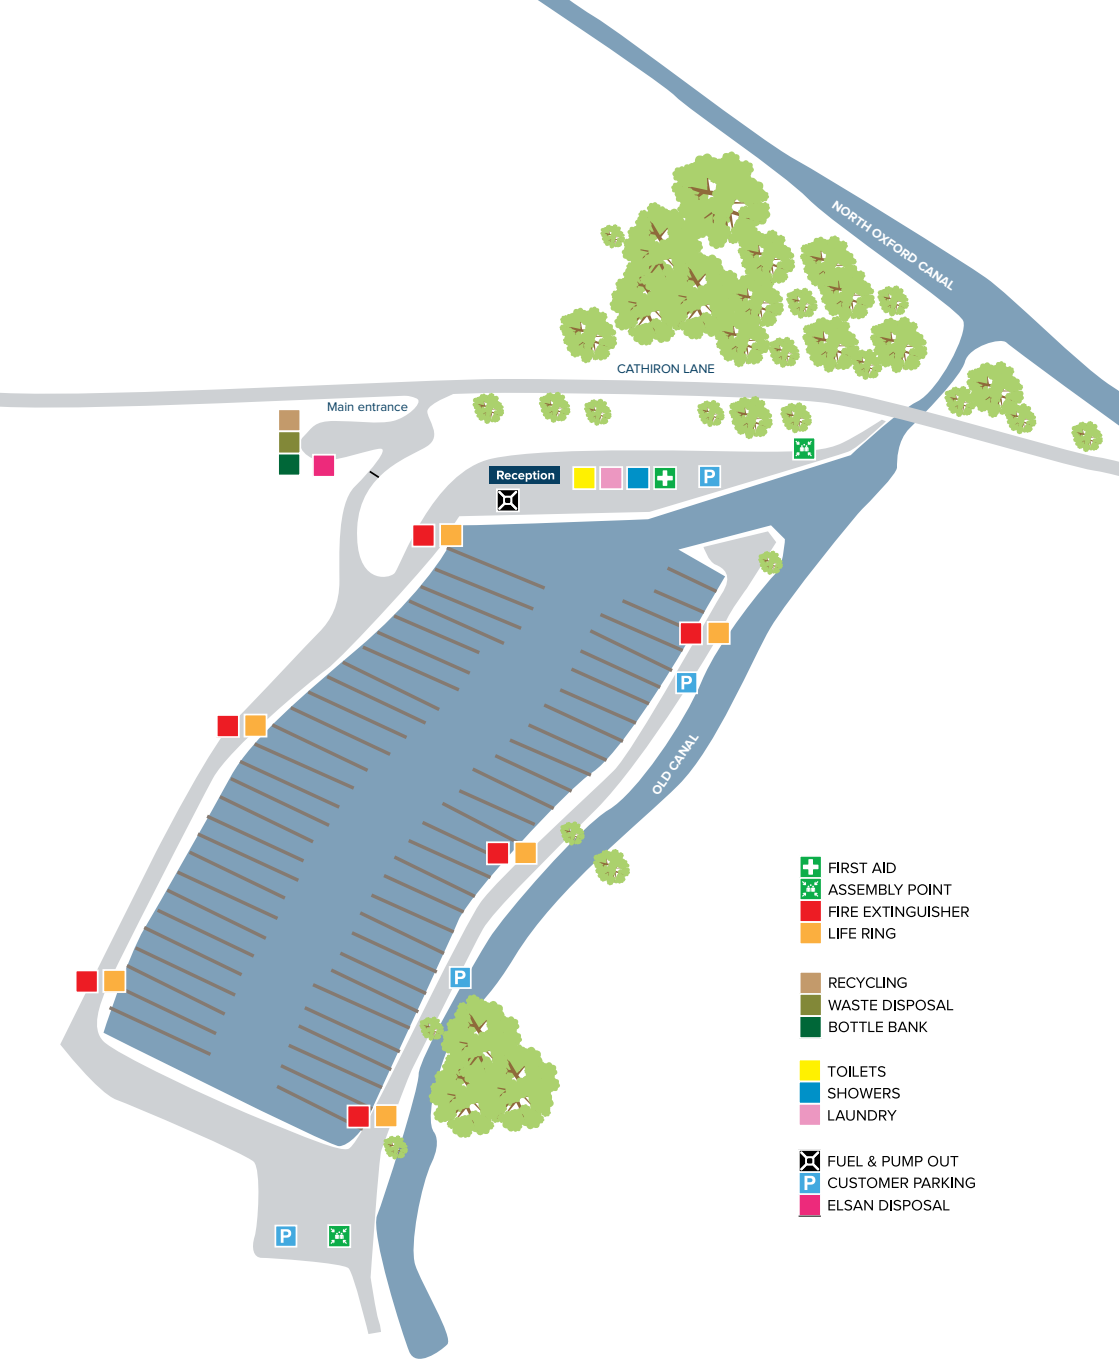 NORTH OXFORD CANAL
CATHIRON LANE
Main entrance
Reception
P
P
OLD CANAL
P
P
FIRST AID
ASSEMBLY POINT
FIRE EXTINGUISHER
LIFE RING
RECYCLING
WASTE DISPOSAL
BOTTLE BANK
TOILETS
SHOWERS
LAUNDRY
FUEL & PUMP OUT
P CUSTOMER PARKING
ELSAN DISPOSAL